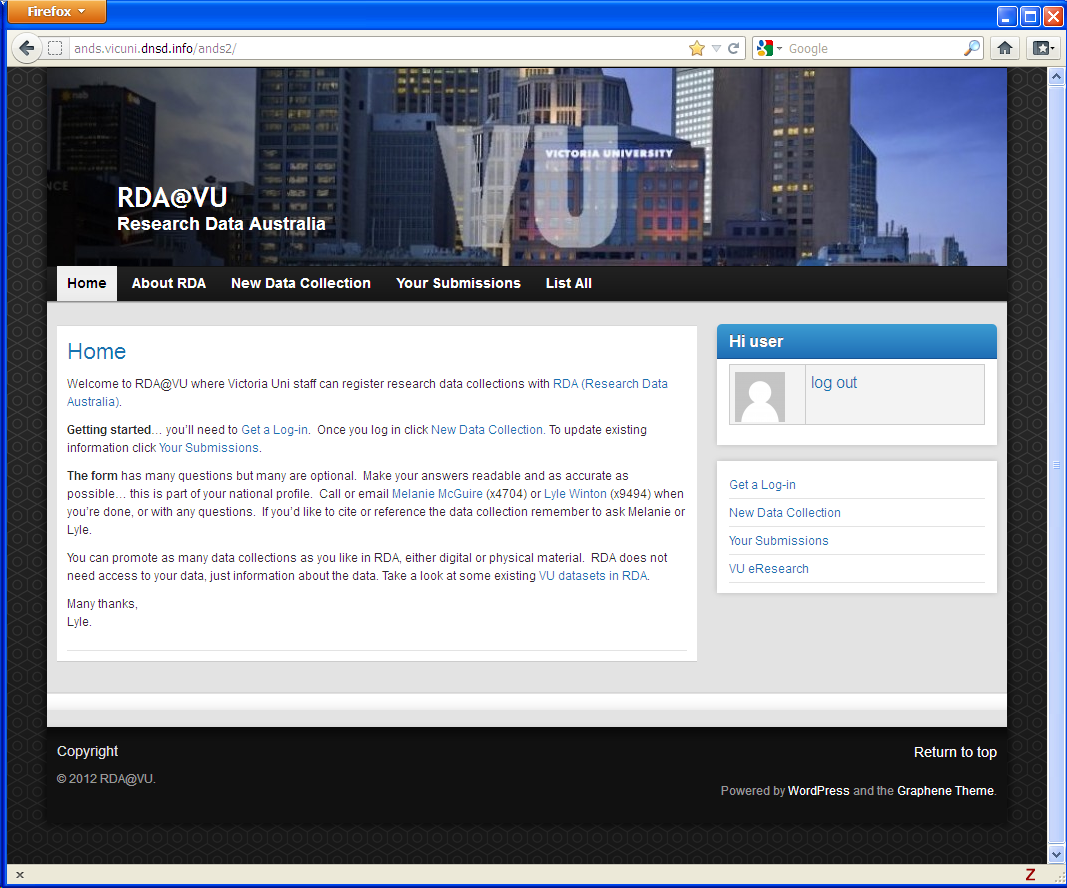 Firefox
ands.vicuni.dnsd.info/ands2/
Google
NCE
VU
VICTORIA UNIVERSITY
RDA@VU
Research Data Australia
Home
About RDA
New Data Collection
Your Submissions
List All
Home
Welcome to RDA@VU where Victoria Uni staff can register research data collections with RDA (Research Data
Australia).
Getting started… you'll need to Get a Log-in.  Once you log in click New Data Collection. To update existing
information click Your Submissions.
The form has many questions but many are optional.  Make your answers readable and as accurate as
possible… this is part of your national profile.  Call or email Melanie McGuire (x4704) or Lyle Winton (x9494) when
you're done, or with any questions.  If you'd like to cite or reference the data collection remember to ask Melanie or
Lyle.
You can promote as many data collections as you like in RDA, either digital or physical material.  RDA does not
need access to your data, just information about the data. Take a look at some existing VU datasets in RDA.
Many thanks,
Lyle.
Hi user
log out
Get a Log-in
New Data Collection
Your Submissions
VU eResearch
Copyright
© 2012 RDA@VU.
Return to top
Powered by WordPress and the Graphene Theme.
x
Z